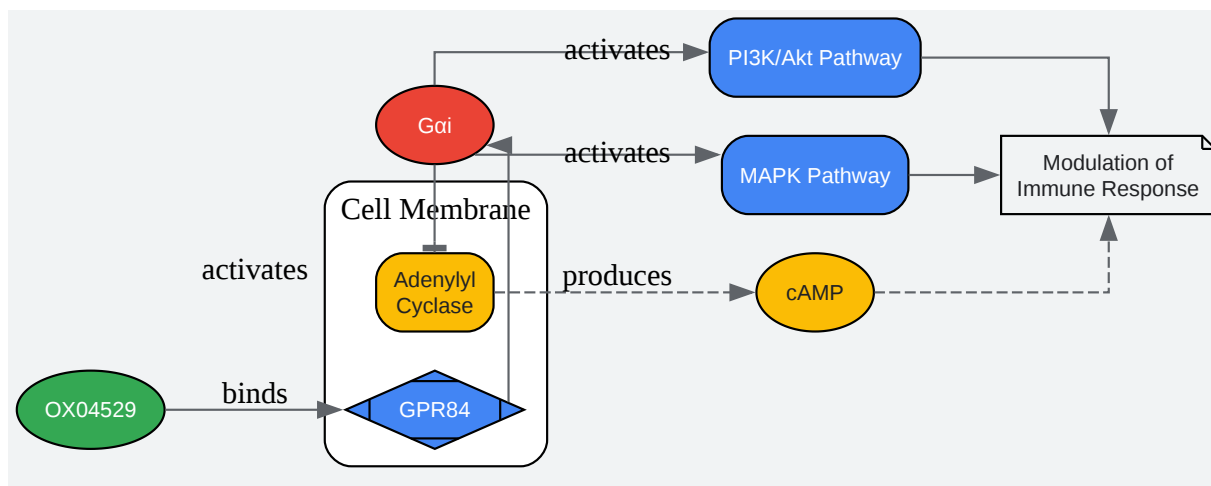 activates
PI3K/Akt Pathway
Gαi
activates
MAPK Pathway
Modulation of
Immune Response
Cell Membrane
activates
Adenylyl
Cyclase
produces
cAMP
OX04529
binds
GPR84